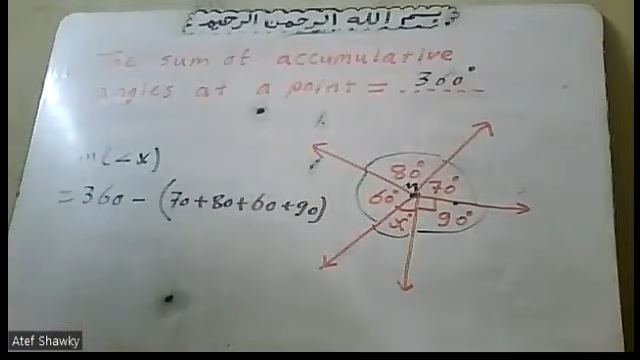 بسم الله الرحمن الرحيم
The sum of accumulative
angles at a point = 360°
m(<x)
= 360 - (70+80+60+90)
80°
60° 70°
x° 90°
Atef Shawky